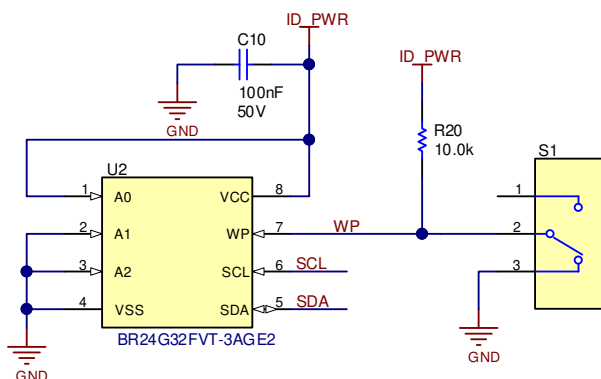 ID_PWR
C10
100nF
50V
GND
ID_PWR
R20
10.0k
S1
1
2
3
GND
U2
1 A0 VCC 8
2 A1 WP 7 WP
3 A2 SCL 6 SCL
4 VSS SDA 5 SDA
BR24G32FVT-3AGE2
GND